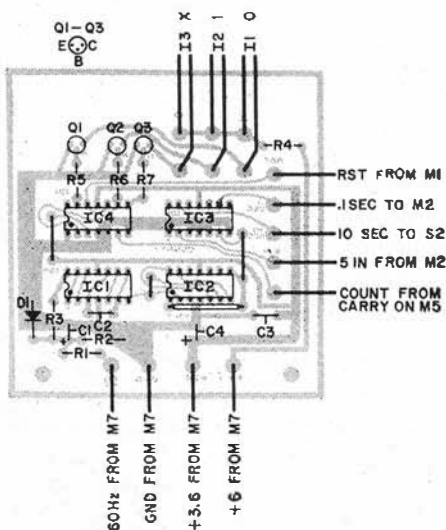 Q1-Q3
E C
B
I3 X
I2 1
I1 0
Q1 Q2 Q3
R4
R5 R6 R7
RST FROM M1
IC4 IC3
.1SEC TO M2
10 SEC TO S2
5 IN FROM M2
IC1 IC2
COUNT FROM
CARRY ON M5
D1
R3
+ C1
C2
R2
R1
+ C4
C3
60Hz FROM M7
GND FROM M7
+3.6 FROM M7
+6 FROM M7